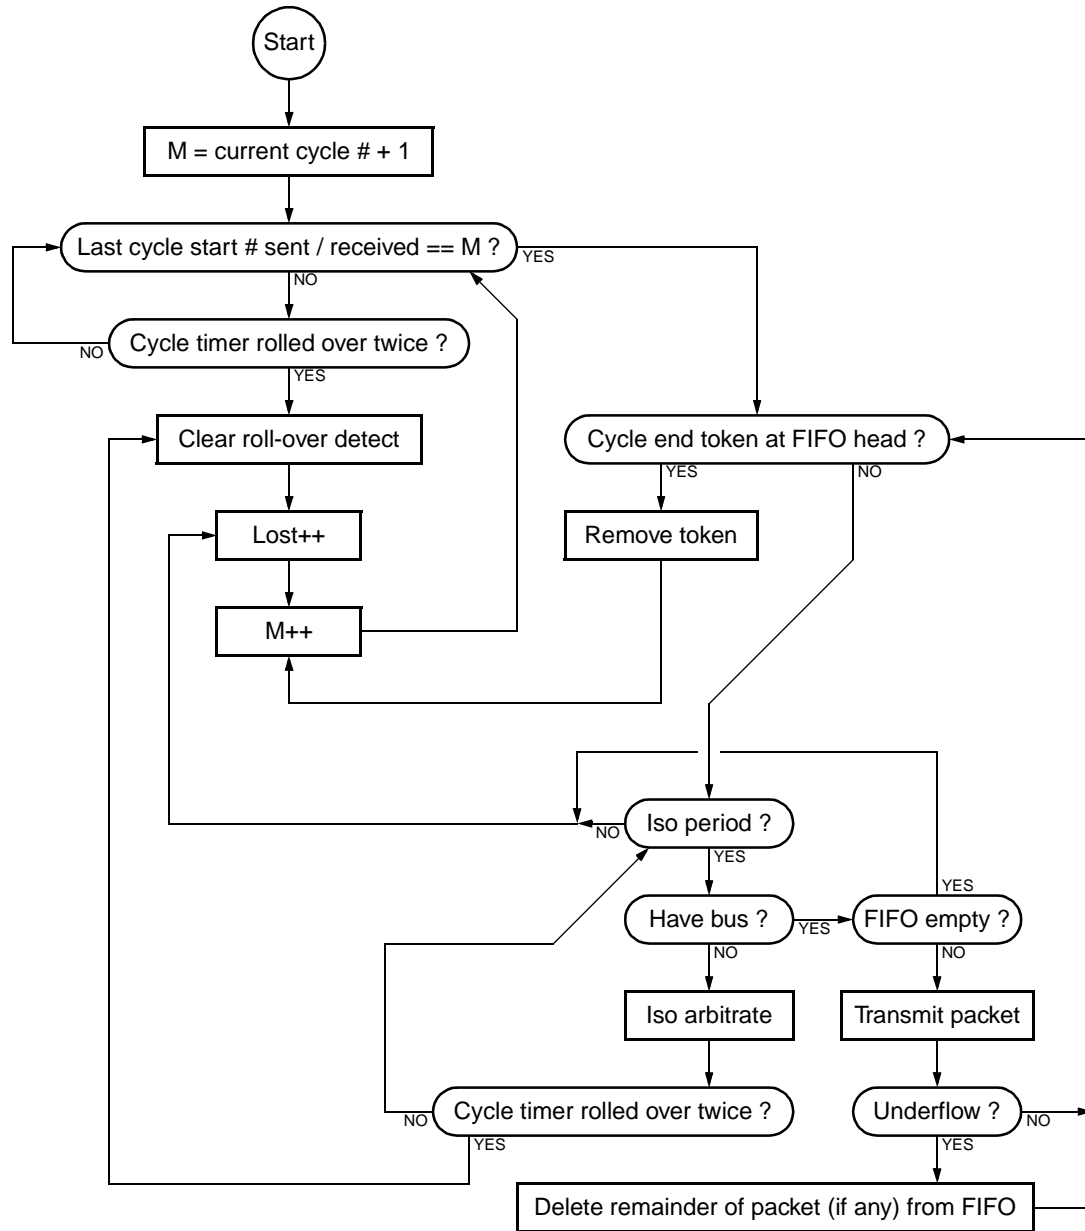 Start
M = current cycle # + 1
Last cycle start # sent / received == M ?
YES
NO
Cycle timer rolled over twice ?
NO
YES
Clear roll-over detect
Cycle end token at FIFO head ?
YES
NO
Lost++
Remove token
M++
Iso period ?
NO
YES
YES
Have bus ?
YES
FIFO empty ?
NO
NO
Iso arbitrate
Transmit packet
Cycle timer rolled over twice ?
NO
YES
Underflow ?
NO
YES
Delete remainder of packet (if any) from FIFO